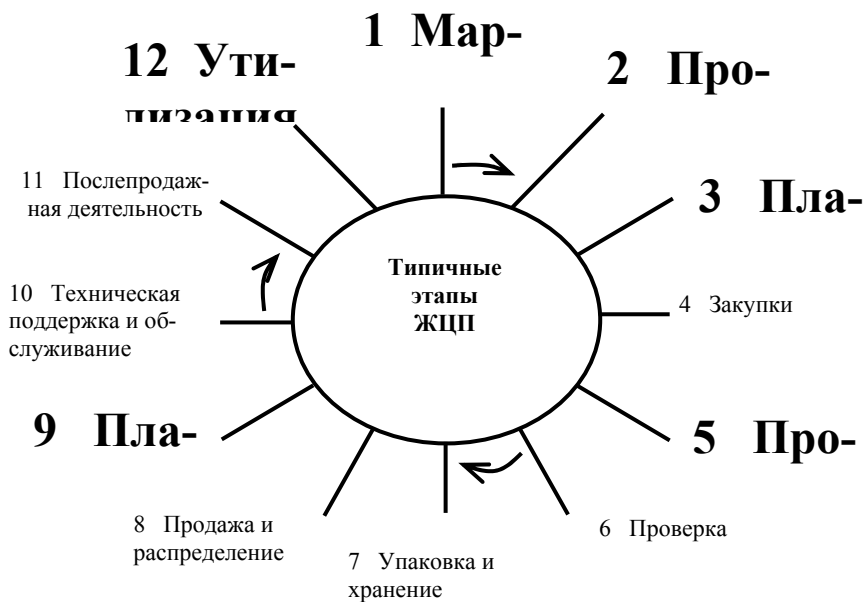 1 Мар-
2 Про-
3 Пла-
4 Закупки
5 Про-
6 Проверка
7 Упаковка и
хранение
8 Продажа и
распределение
9 Пла-
10 Техническая
поддержка и об-
служивание
11 Послепродаж-
ная деятельность
12 Ути-
лизация
Типичные
этапы
ЖЦП